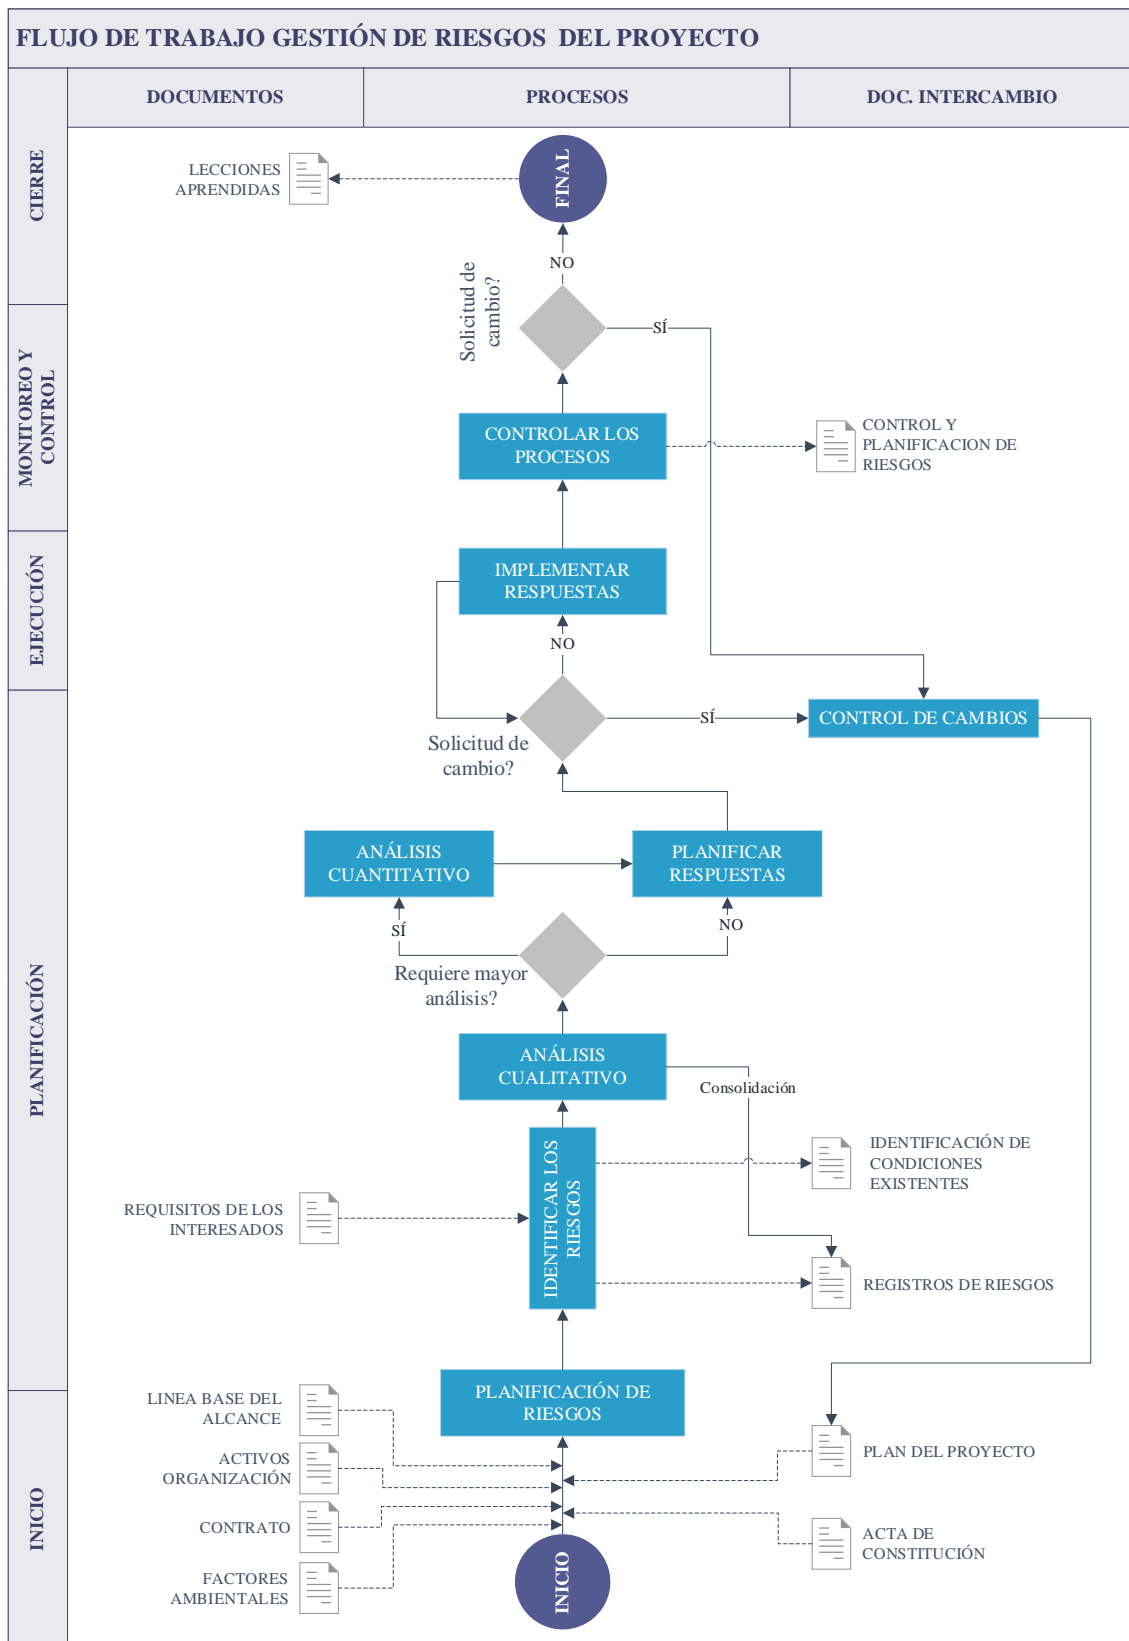 FLUJO DE TRABAJO GESTIÓN DE RIESGOS DEL PROYECTO
DOCUMENTOS
PROCESOS
DOC. INTERCAMBIO
CIERRE
LECCIONES
APRENDIDAS
FINAL
NO
Solicitud de
cambio?
SÍ
MONITOREO Y
CONTROL
CONTROLAR LOS
PROCESOS
CONTROL Y
PLANIFICACION DE
RIESGOS
EJECUCIÓN
IMPLEMENTAR
RESPUESTAS
NO
SÍ
CONTROL DE CAMBIOS
Solicitud de
cambio?
PLANIFICACIÓN
ANÁLISIS
CUANTITATIVO
PLANIFICAR
RESPUESTAS
SÍ
NO
Requiere mayor
análisis?
ANÁLISIS
CUALITATIVO
Consolidación
IDENTIFICAR LOS
RIESGOS
IDENTIFICACIÓN DE
CONDICIONES
EXISTENTES
REQUISITOS DE LOS
INTERESADOS
REGISTROS DE RIESGOS
PLANIFICACIÓN DE
RIESGOS
INICIO
LINEA BASE DEL
ALCANCE
ACTIVOS
ORGANIZACIÓN
PLAN DEL PROYECTO
CONTRATO
ACTA DE
CONSTITUCIÓN
FACTORES
AMBIENTALES
INICIO